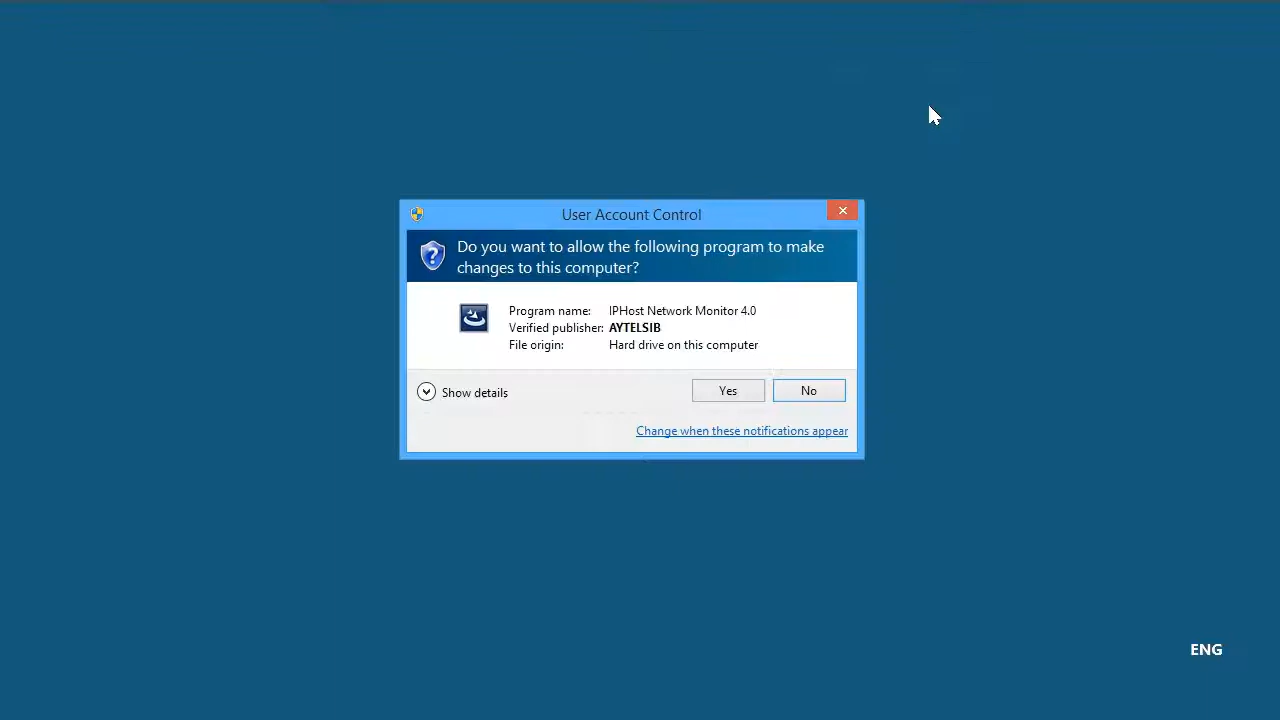 User Account Control
Do you want to allow the following program to make
changes to this computer?
Program name: IPHost Network Monitor 4.0
Verified publisher: AYTELSIB
File origin: Hard drive on this computer
Show details
Yes
No
Change when these notifications appear
ENG